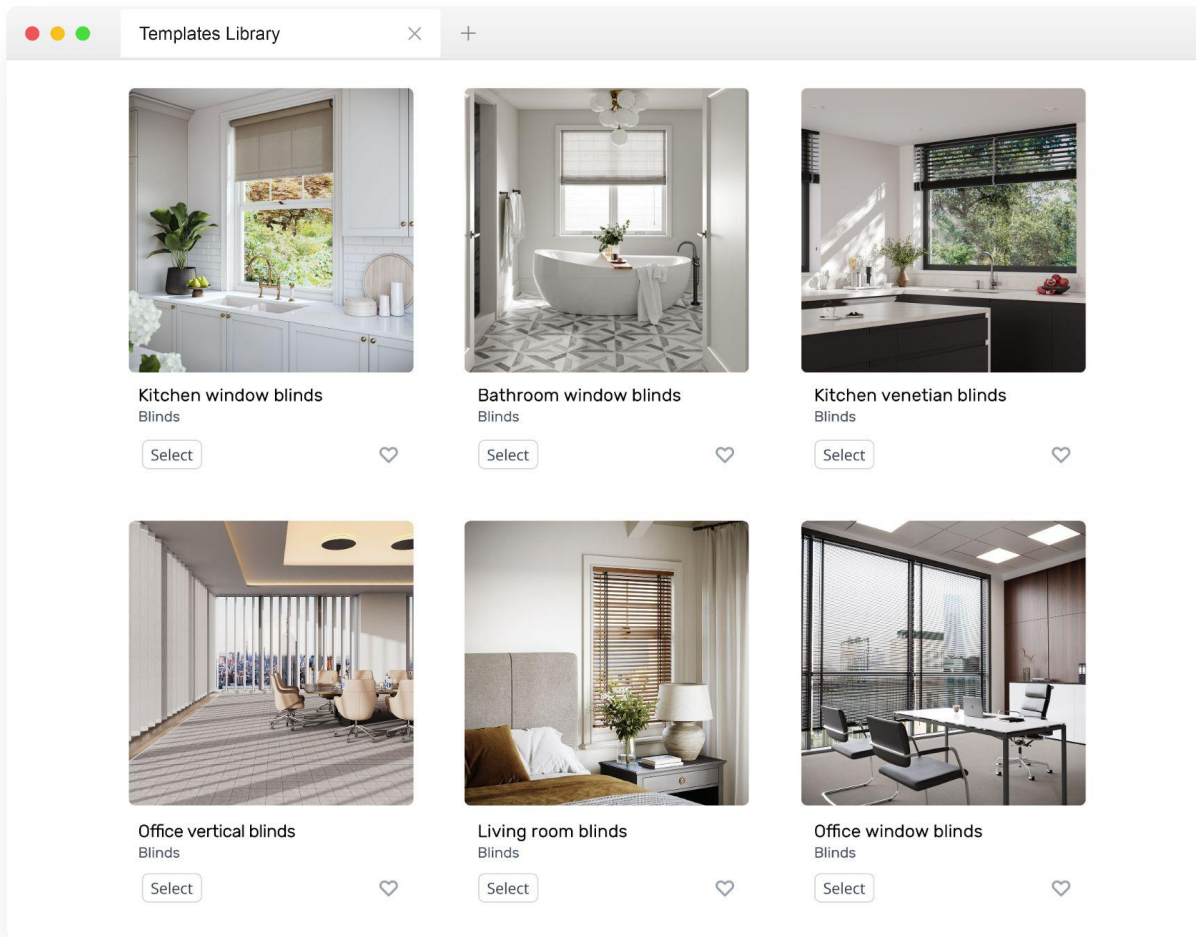 Templates Library
Kitchen window blinds
Blinds
Select
Bathroom window blinds
Blinds
Select
Kitchen venetian blinds
Blinds
Select
Office vertical blinds
Blinds
Select
Living room blinds
Blinds
Select
Office window blinds
Blinds
Select